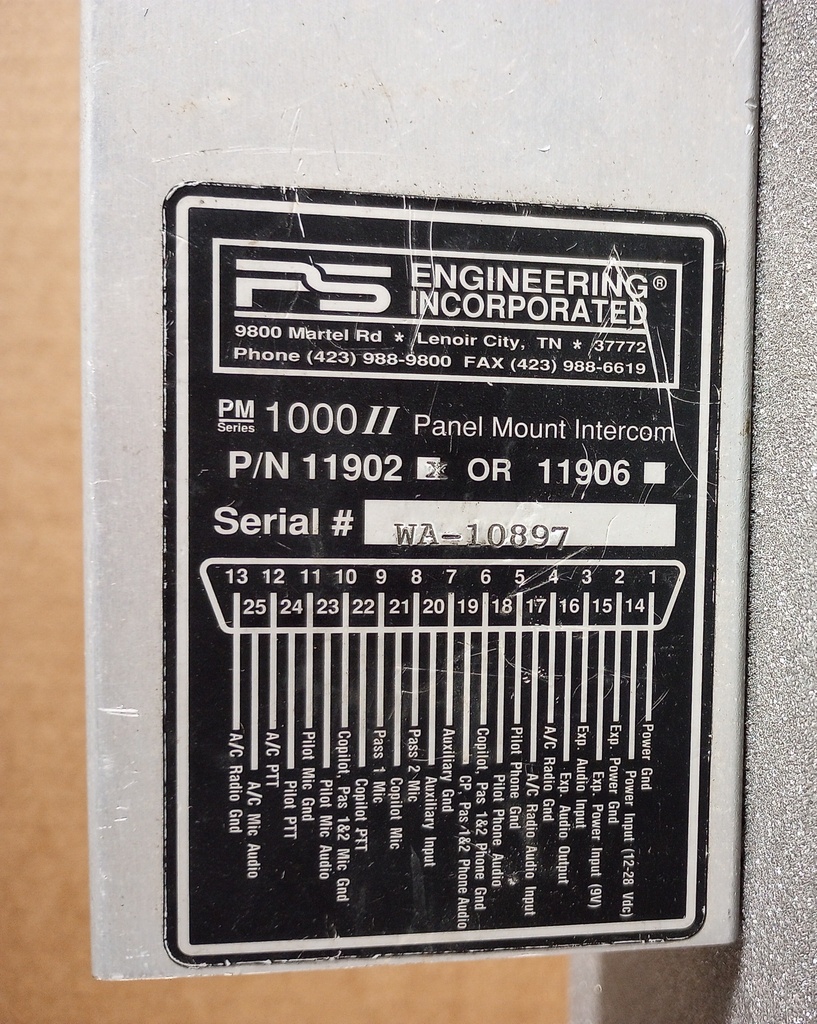 PS ENGINEERING®
INCORPORATED
9800 Martel Rd * Lenoir City, TN * 37772
Phone (423) 988-9800 FAX (423) 988-6619
PM Series 1000 II Panel Mount Intercom
P/N 11902 x OR 11906
Serial # WA-10897
13 12 11 10 9 8 7 6 5 4 3 2 1
25 24 23 22 21 20 19 18 17 16 15 14
A/C Radio Gnd
A/C Mic Audio
A/C PTT
Pilot PTT
Pilot Mic Gnd
Pilot Mic Audio
Copilot, Pas 1&2 Mic Gnd
Copilot PTT
Pass 1 Mic
Copilot Mic
Pass 2 Mic
Auxiliary Input
Auxiliary Gnd
CP, Pas 1&2 Phone Audio
Copilot, Pas 1&2 Phone Gnd
Pilot Phone Audio
Pilot Phone Gnd
A/C Radio Audio Input
A/C Radio Gnd
Exp. Audio Output
Exp. Audio Input
Exp. Power Input (9V)
Exp. Power Gnd
Power Input (12-28 Vdc)
Power Gnd